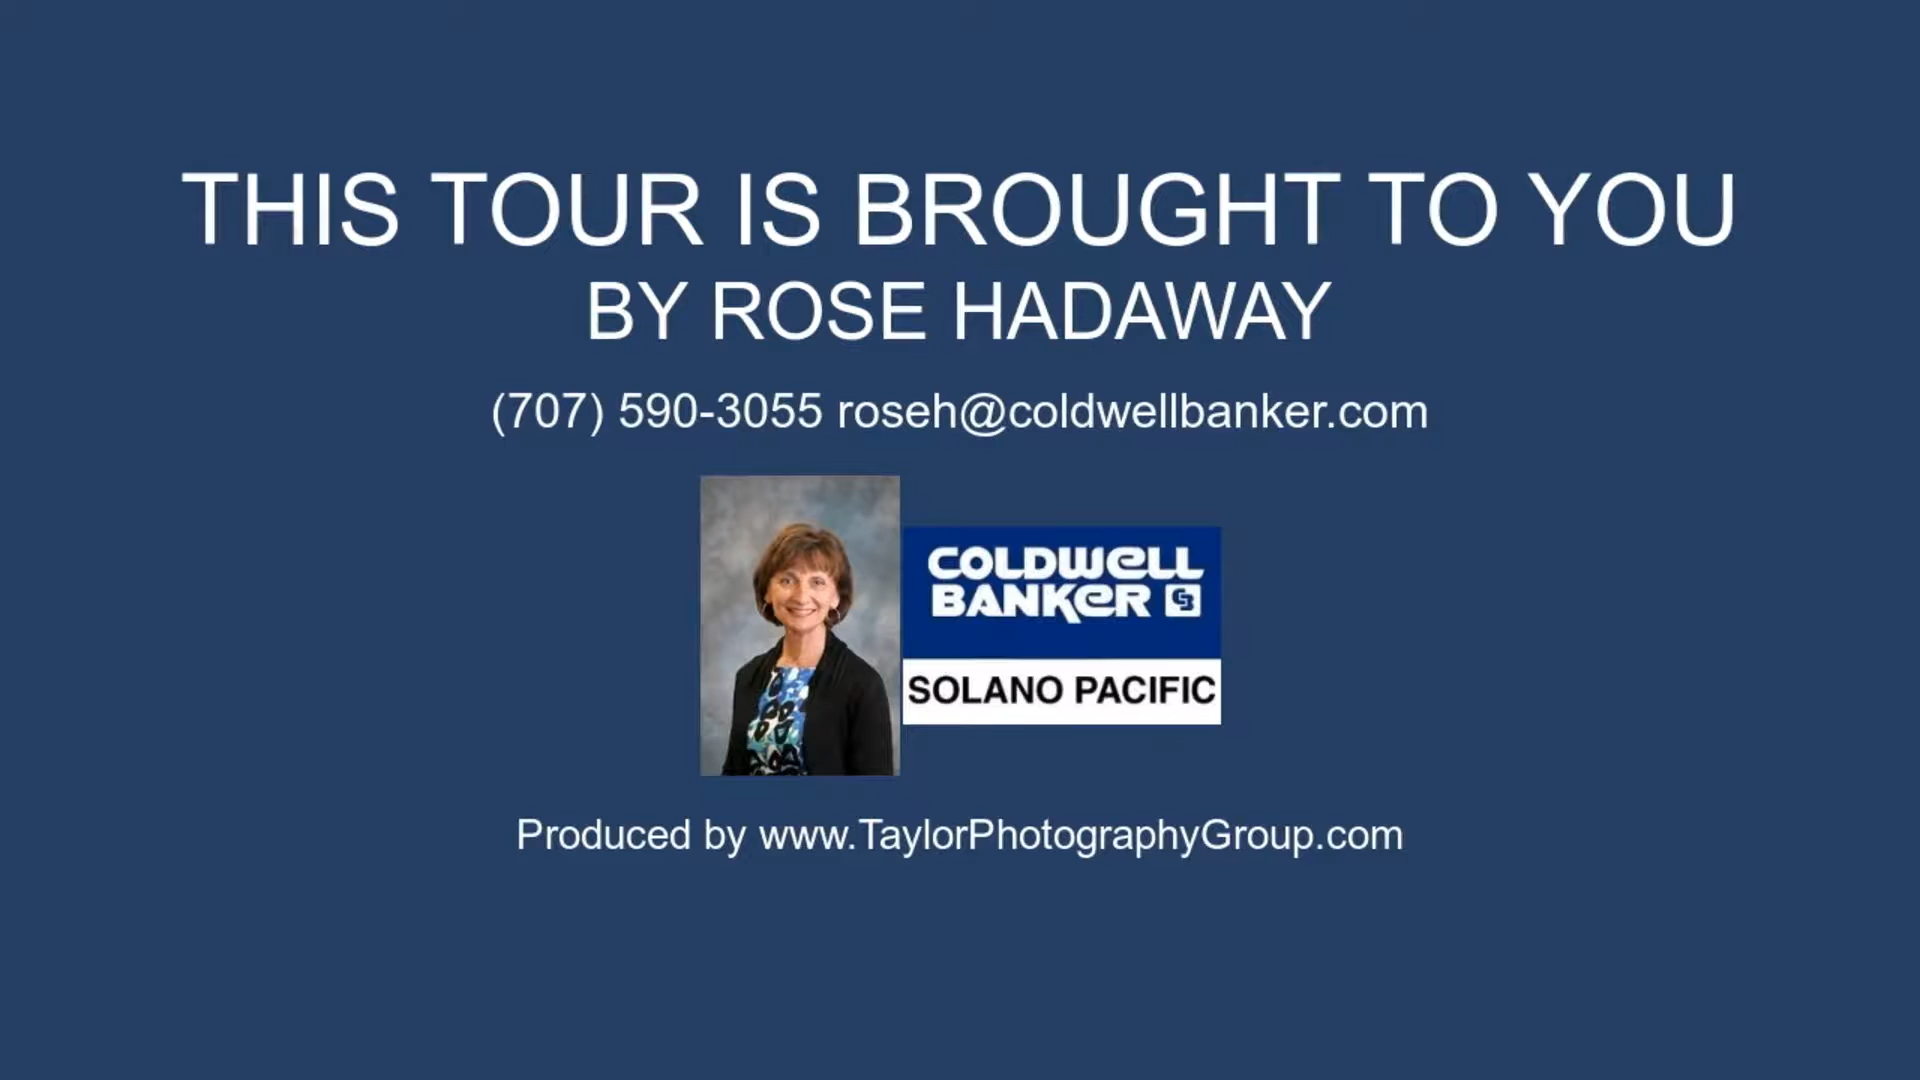 THIS TOUR IS BROUGHT TO YOU
BY ROSE HADAWAY
(707) 590-3055 roseh@coldwellbanker.com
COLDWELL
BANKER CB
SOLANO PACIFIC
Produced by www.TaylorPhotographyGroup.com